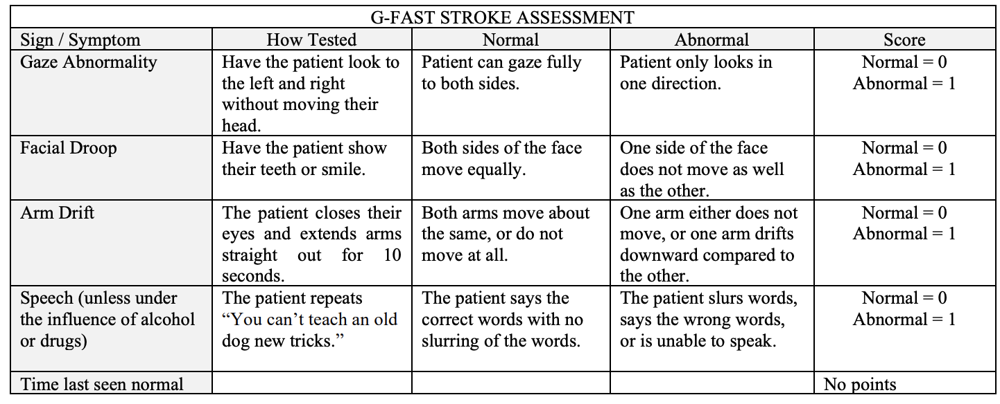 G-FAST STROKE ASSESSMENT
Sign / Symptom
How Tested
Normal
Abnormal
Score
Gaze Abnormality
Have the patient look to
the left and right
without moving their
head.
Patient can gaze fully
to both sides.
Patient only looks in
one direction.
Normal = 0
Abnormal = 1
Facial Droop
Have the patient show
their teeth or smile.
Both sides of the face
move equally.
One side of the face
does not move as well
as the other.
Normal = 0
Abnormal = 1
Arm Drift
The patient closes their
eyes and extends arms
straight out for 10
seconds.
Both arms move about
the same, or do not
move at all.
One arm either does not
move, or one arm drifts
downward compared to
the other.
Normal = 0
Abnormal = 1
Speech (unless under
the influence of alcohol
or drugs)
The patient repeats
“You can’t teach an old
dog new tricks.”
The patient says the
correct words with no
slurring of the words.
The patient slurs words,
says the wrong words,
or is unable to speak.
Normal = 0
Abnormal = 1
Time last seen normal
No points